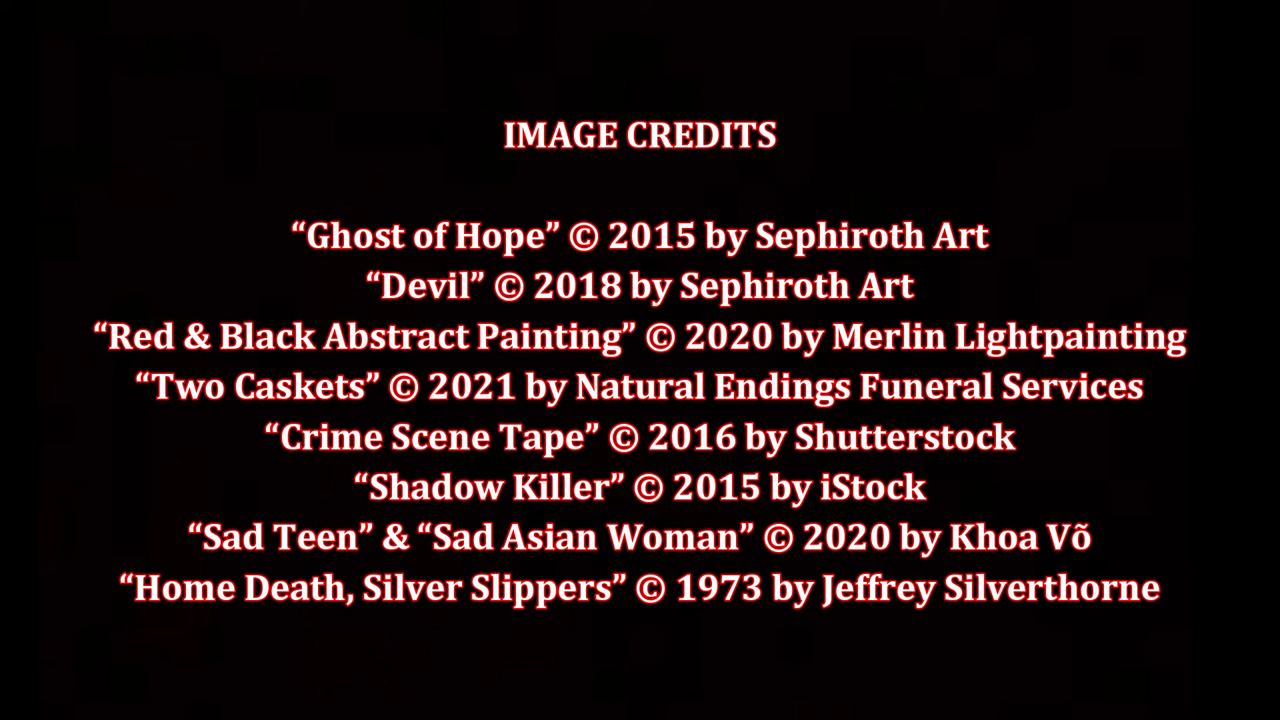 IMAGE CREDITS
“Ghost of Hope” © 2015 by Sephiroth Art
“Devil” © 2018 by Sephiroth Art
“Red & Black Abstract Painting” © 2020 by Merlin Lightpainting
“Two Caskets” © 2021 by Natural Endings Funeral Services
“Crime Scene Tape” © 2016 by Shutterstock
“Shadow Killer” © 2015 by iStock
“Sad Teen” & “Sad Asian Woman” © 2020 by Khoa Võ
“Home Death, Silver Slippers” © 1973 by Jeffrey Silverthorne